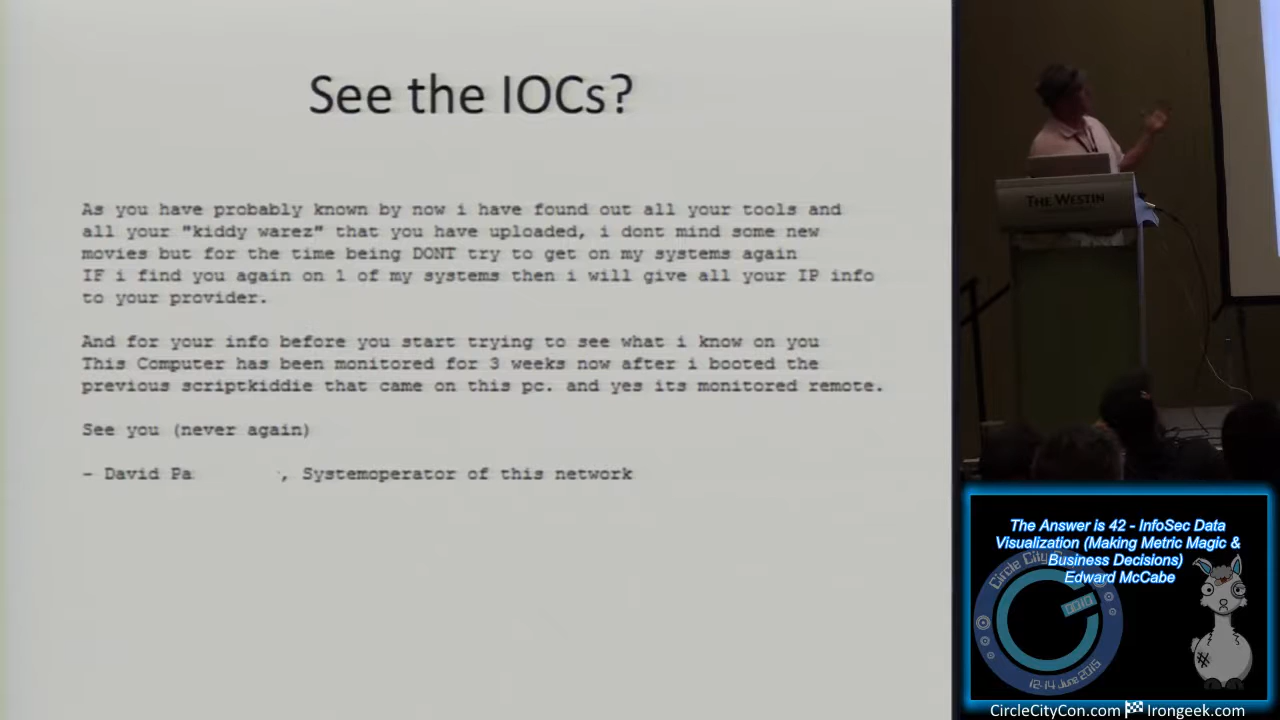 See the IOCs?
As you have probably known by now i have found out all your tools and
all your "kiddy warez" that you have uploaded, i dont mind some new
movies but for the time being DONT try to get on my systems again
IF i find you again on 1 of my systems then i will give all your IP info
to your provider.
And for your info before you start trying to see what i know on you
This Computer has been monitored for 3 weeks now after i booted the
previous scriptkiddie that came on this pc. and yes its monitored remote.
See you (never again)
- David Pa , Systemoperator of this network
THE WESTIN
The Answer is 42 - InfoSec Data
Visualization (Making Metric Magic &
Business Decisions)
Edward McCabe
Circle City
12-14 June 2015
CircleCityCon.com Irongeek.com